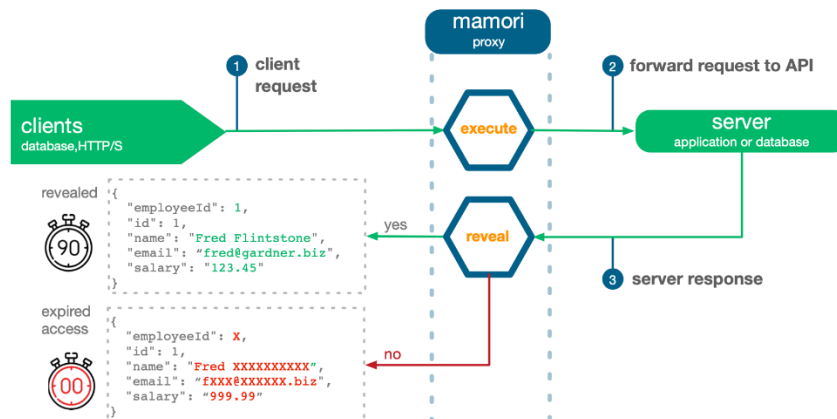 mamori
proxy
1 client
request
2 forward request to API
clients
database,HTTP/S
execute
server
application or database
revealed
90
{
"employeeId": 1,
"id": 1,
"name": "Fred Flintstone",
"email": “fred@gardner.biz",
"salary": "123.45"
}
yes
reveal
3 server response
expired
access
00
{
"employeeId": X,
"id": 1,
"name": "Fred XXXXXXXXXX”,
"email": “fXXX@XXXXXX.biz",
"salary": “999.99”
}
no